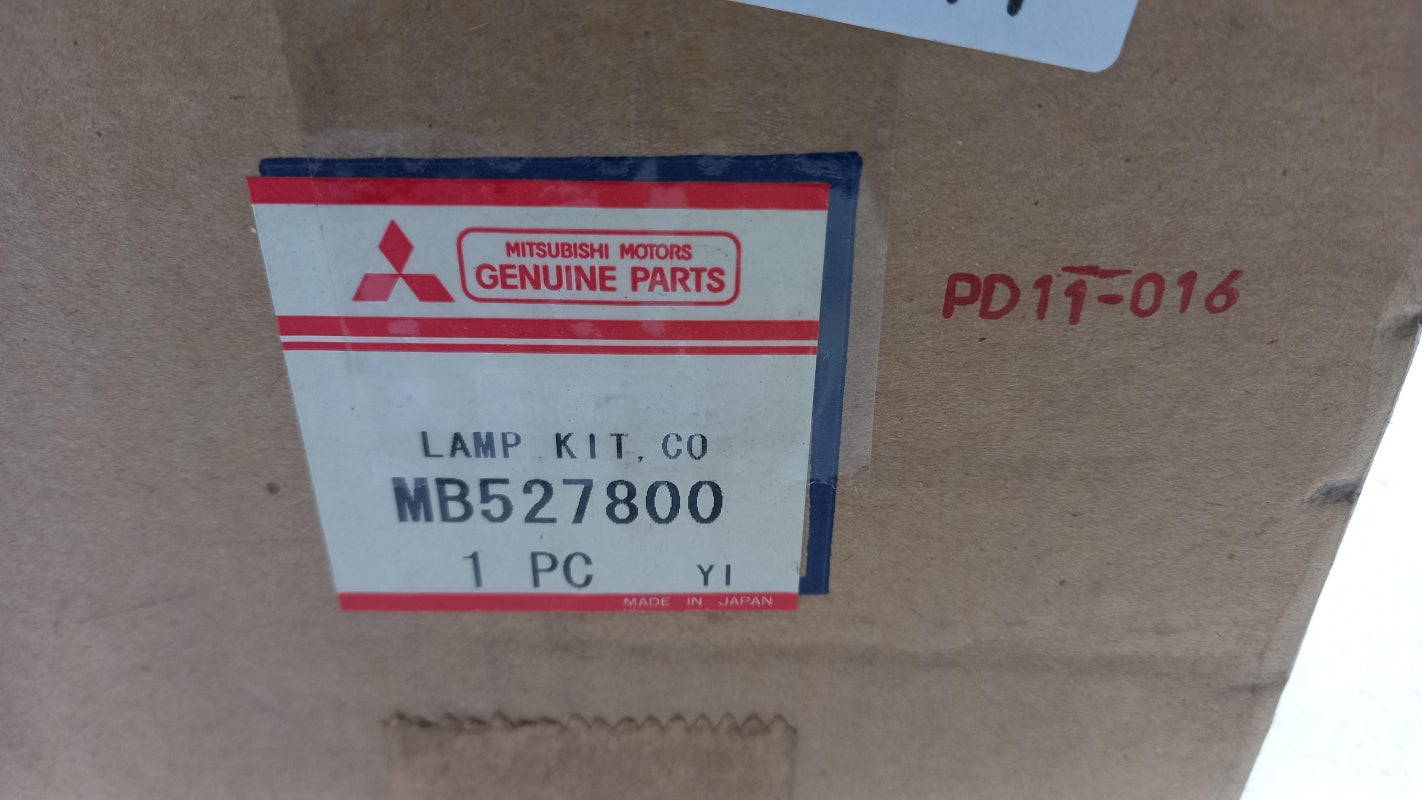 MITSUBISHI MOTORS
GENUINE PARTS
PD11-016
LAMP KIT, CO
MB527800
1 PC YI
MADE IN JAPAN